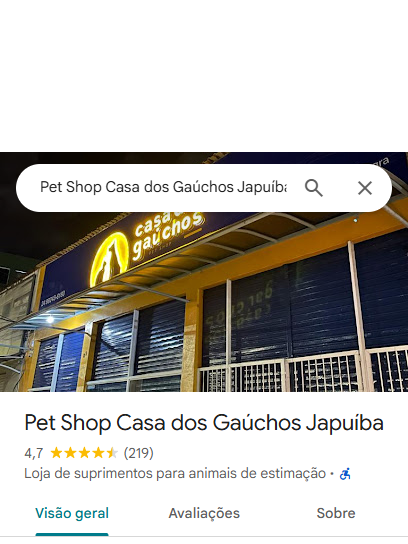 Pet Shop Casa dos Gaúchos Japuíba
casa dos
gaúchos
Pet Shop Casa dos Gaúchos Japuíba
4,7 (219)
Loja de suprimentos para animais de estimação ·
Visão geral Avaliações Sobre